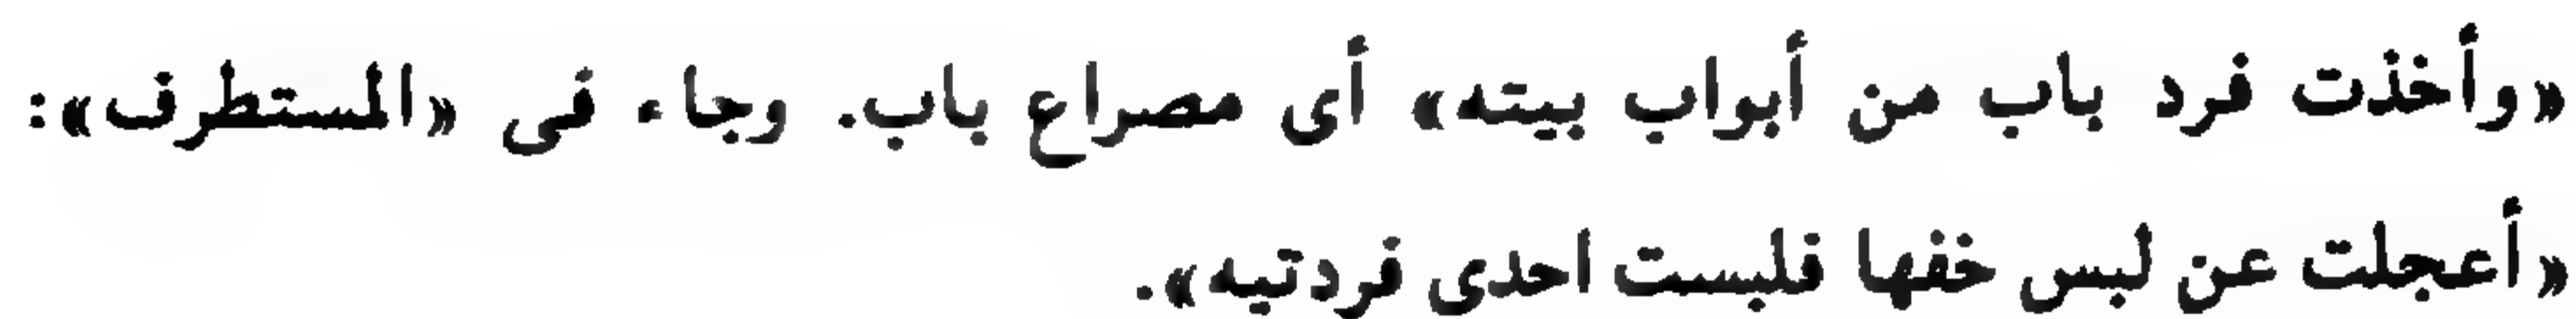 «وأخذت فرد باب من أبواب بيته» أى مصراع باب. وجاء فى «المستطرف»:
«أعجلت عن لبس خفها فلبست احدى فردتيه».